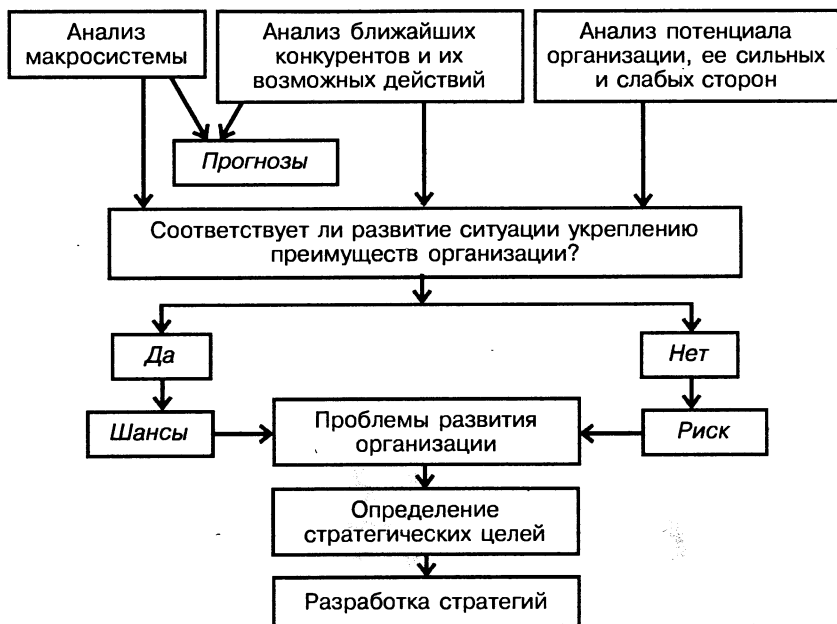 Анализ
макросистемы
Анализ ближайших
конкурентов и их
возможных действий
Анализ потенциала
организации, ее сильных
и слабых сторон
Прогнозы
Соответствует ли развитие ситуации укреплению
преимуществ организации?
Да
Нет
Шансы
Проблемы развития
организации
Риск
Определение
стратегических целей
Разработка стратегий